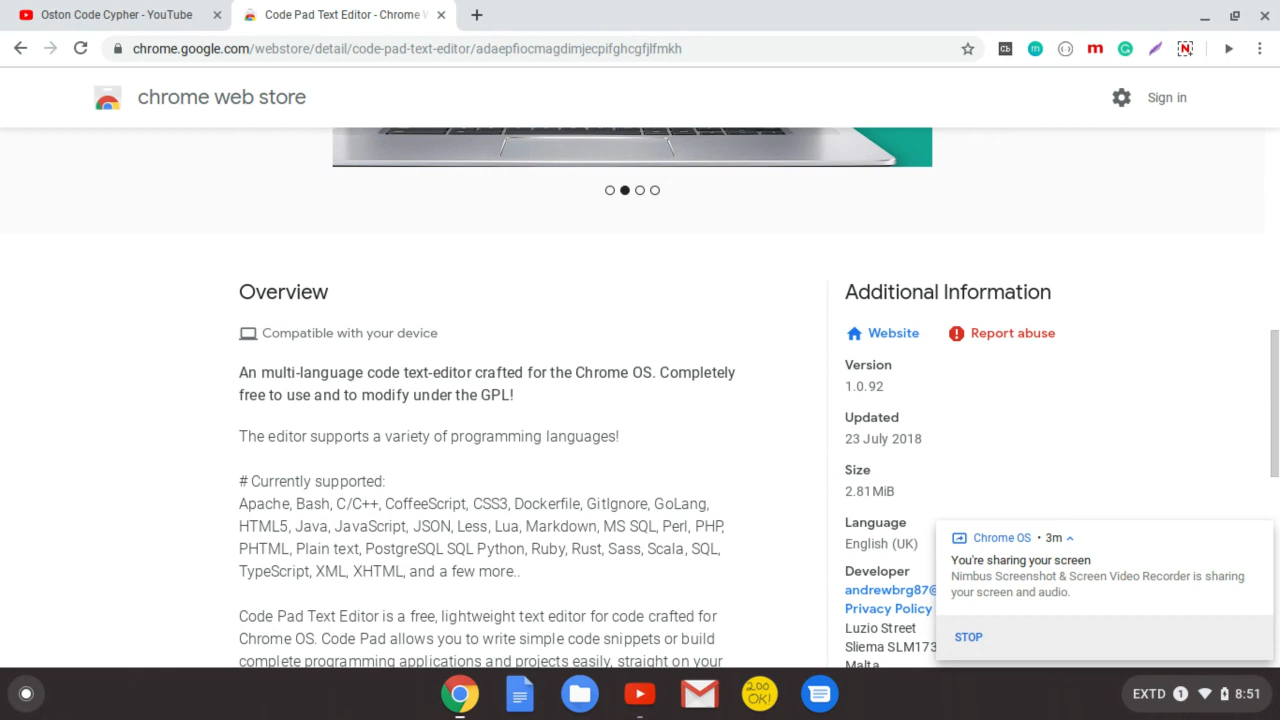 Oston Code Cypher - YouTube
Code Pad Text Editor - Chrome W
chrome.google.com/webstore/detail/code-pad-text-editor/adaepfiocmagdimjecpifghcgfjlfmkh
chrome web store
Sign in
Overview
Compatible with your device
An multi-language code text-editor crafted for the Chrome OS. Completely
free to use and to modify under the GPL!
The editor supports a variety of programming languages!
# Currently supported:
Apache, Bash, C/C++, CoffeeScript, CSS3, Dockerfile, GitIgnore, GoLang,
HTML5, Java, JavaScript, JSON, Less, Lua, Markdown, MS SQL, Perl, PHP,
PHTML, Plain text, PostgreSQL SQL Python, Ruby, Rust, Sass, Scala, SQL,
TypeScript, XML, XHTML, and a few more..
Code Pad Text Editor is a free, lightweight text editor for code crafted for
Chrome OS. Code Pad allows you to write simple code snippets or build
complete programming applications and projects easily, straight on your
Additional Information
Website
Report abuse
Version
1.0.92
Updated
23 July 2018
Size
2.81MiB
Language
English (UK)
Developer
andrewbrg87@
Privacy Policy
Luzio Street
Sliema SLM173
Malta
Chrome OS • 3m
You're sharing your screen
Nimbus Screenshot & Screen Video Recorder is sharing
your screen and audio.
STOP
200
OK!
EXTD 1 8:51